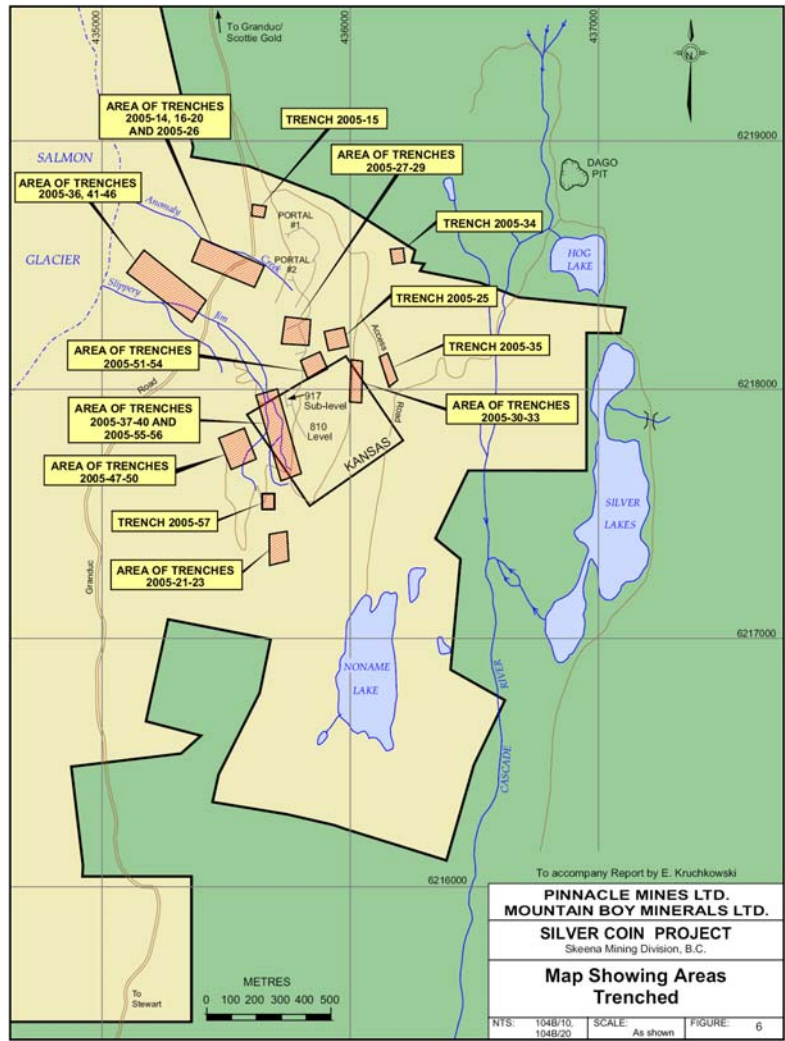 435000
436000
437000
To Granduc/
Scottie Gold
N
6219000
AREA OF TRENCHES
2005-14, 16-20
AND 2005-26
TRENCH 2005-15
AREA OF TRENCHES
2005-27-29
DAGO
PIT
SALMON
AREA OF TRENCHES
2005-36, 41-46
Anomaly
Creek
PORTAL
#1
TRENCH 2005-34
GLACIER
PORTAL
#2
HOG
LAKE
Slippery
Jim
TRENCH 2005-25
Access
Road
AREA OF TRENCHES
2005-51-54
TRENCH 2005-35
6218000
Road
917
Sub-level
AREA OF TRENCHES
2005-37-40 AND
2005-55-56
810
Level
AREA OF TRENCHES
2005-30-33
KANSAS
AREA OF TRENCHES
2005-47-50
SILVER
LAKES
TRENCH 2005-57
AREA OF TRENCHES
2005-21-23
Granduc
6217000
NONAME
LAKE
RIVER
CASCADE
6216000
To accompany Report by E. Kruchkowski
PINNACLE MINES LTD.
MOUNTAIN BOY MINERALS LTD.
SILVER COIN PROJECT
Skeena Mining Division, B.C.
Map Showing Areas
Trenched
NTS: 104B/10, 104B/20
SCALE: As shown
FIGURE: 6
METRES
0 100 200 300 400 500
To
Stewart